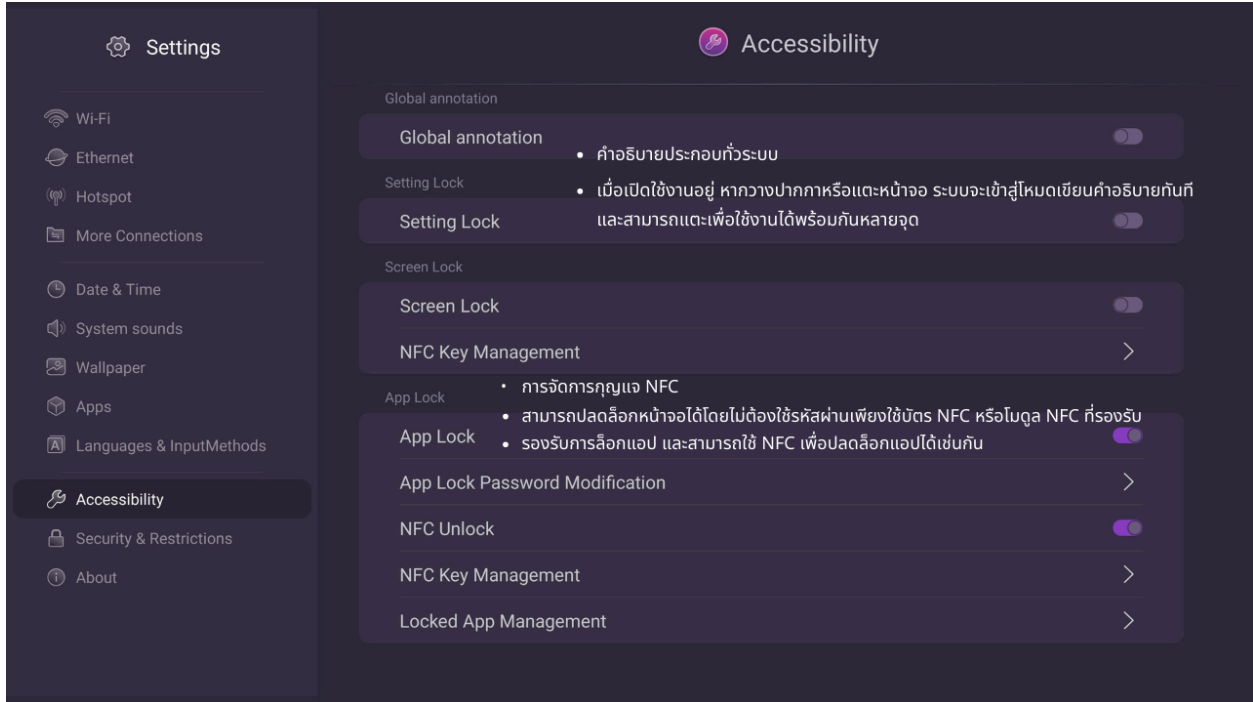 Settings
Wi-Fi
Ethernet
Hotspot
More Connections
Date & Time
System sounds
Wallpaper
Apps
Languages & InputMethods
Accessibility
Security & Restrictions
About
Accessibility
Global annotation
Global annotation
• คำอธิบายประกอบทั่วระบบ
Setting Lock
• เมื่อเปิดใช้งานอยู่ หากวางปากกาหรือแตะหน้าจอ ระบบจะเข้าสู่โหมดเขียนคำอธิบายทันที
และสามารถแตะเพื่อใช้งานได้พร้อมกันหลายจุด
Setting Lock
Screen Lock
Screen Lock
NFC Key Management
• การจัดการกุญแจ NFC
App Lock
• สามารถปลดล็อกหน้าจอได้โดยไม่ต้องใช้รหัสผ่านเพียงใช้บัตร NFC หรือโมดูล NFC ที่รองรับ
App Lock
• รองรับการล็อกแอป และสามารถใช้ NFC เพื่อปลดล็อกแอปได้เช่นกัน
App Lock Password Modification
NFC Unlock
NFC Key Management
Locked App Management